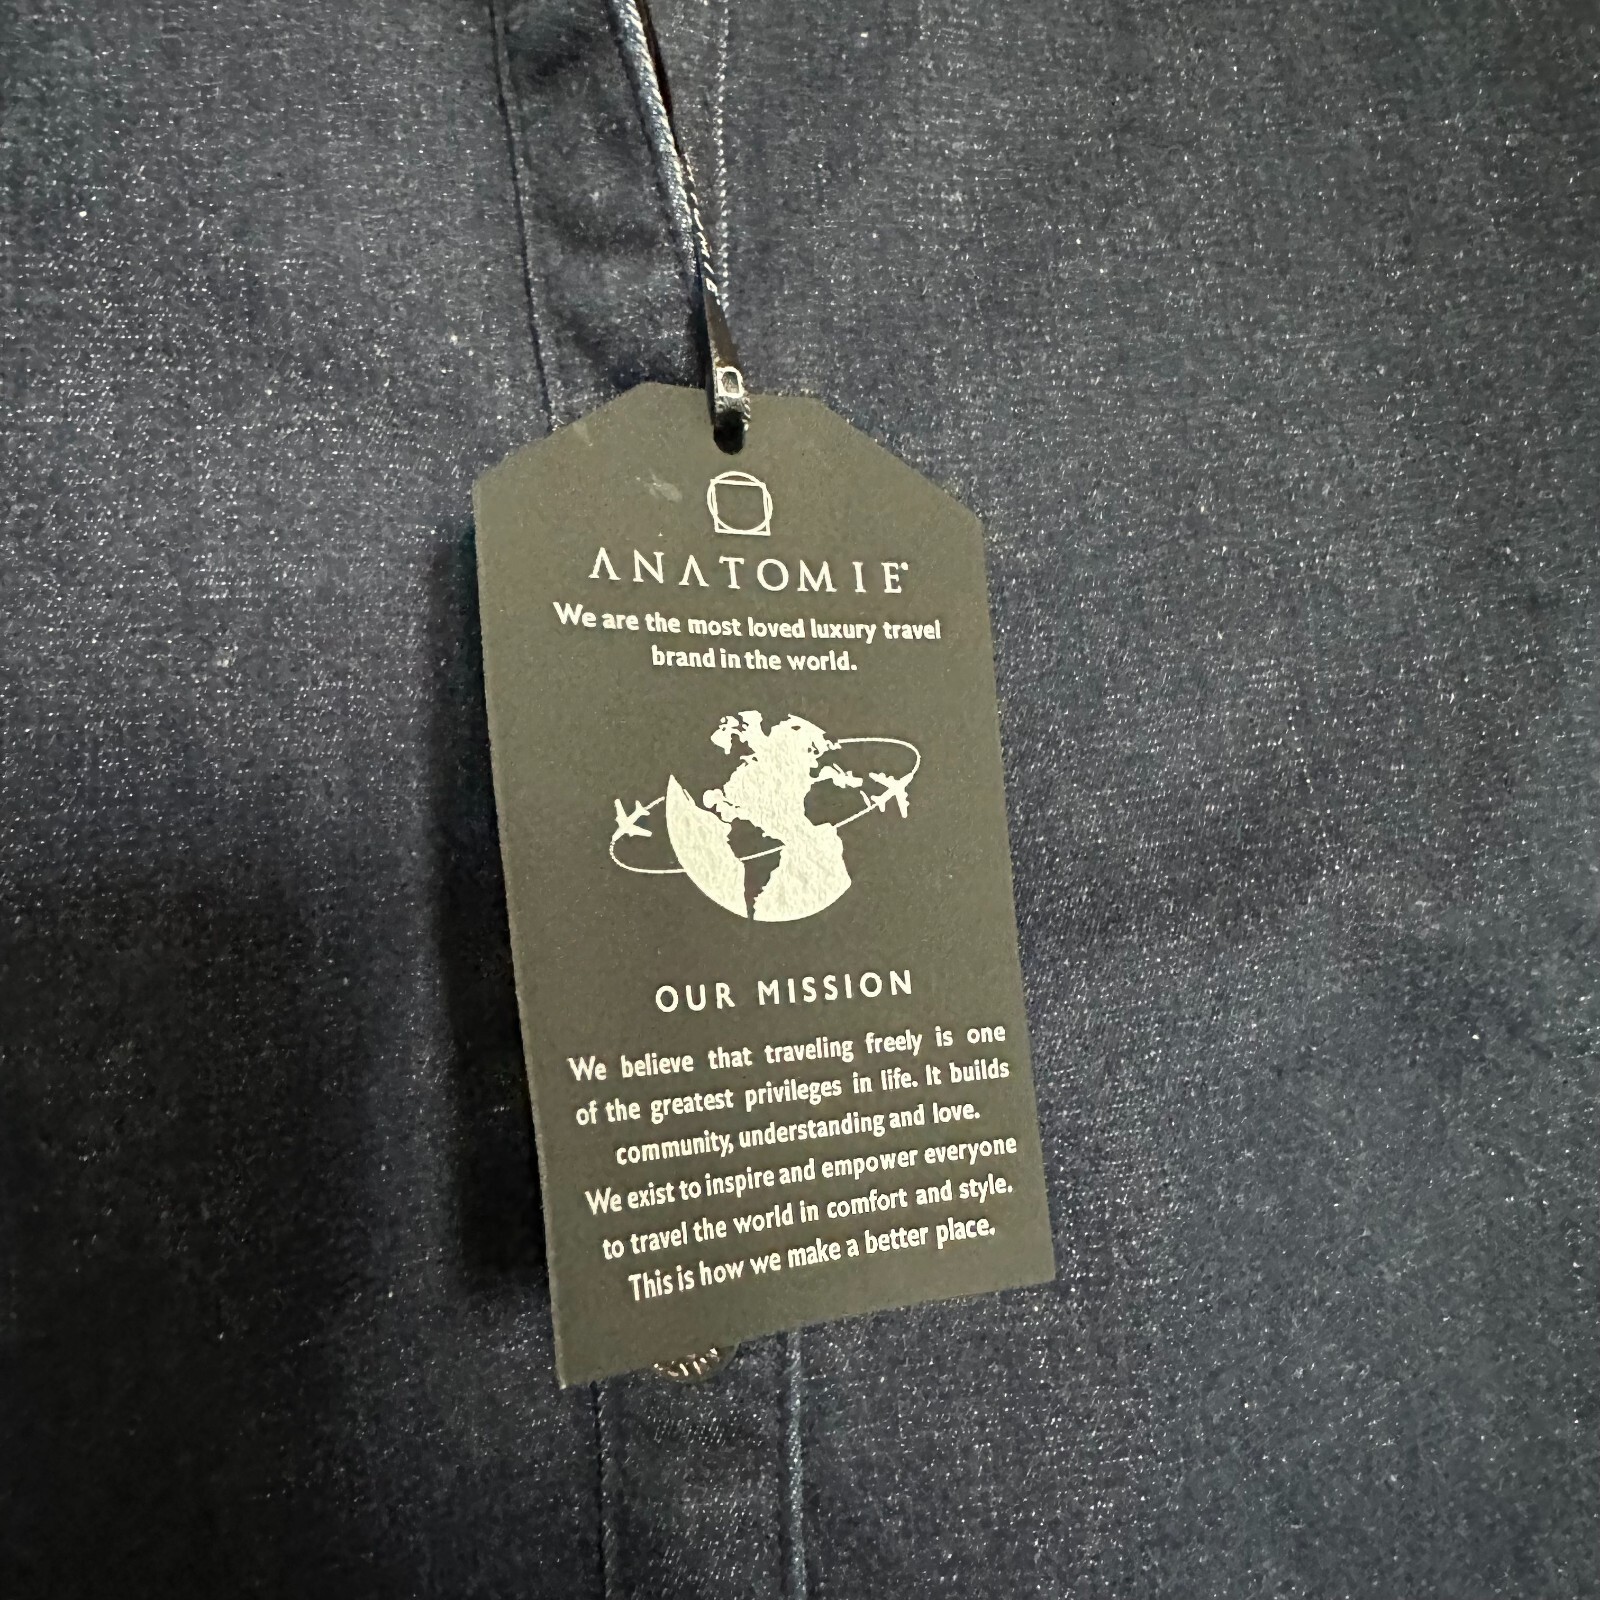 ANATOMIE
We are the most loved luxury travel
brand in the world.
OUR MISSION
We believe that traveling freely is one
of the greatest privileges in life. It builds
community, understanding and love.
We exist to inspire and empower everyone
to travel the world in comfort and style.
This is how we make a better place.